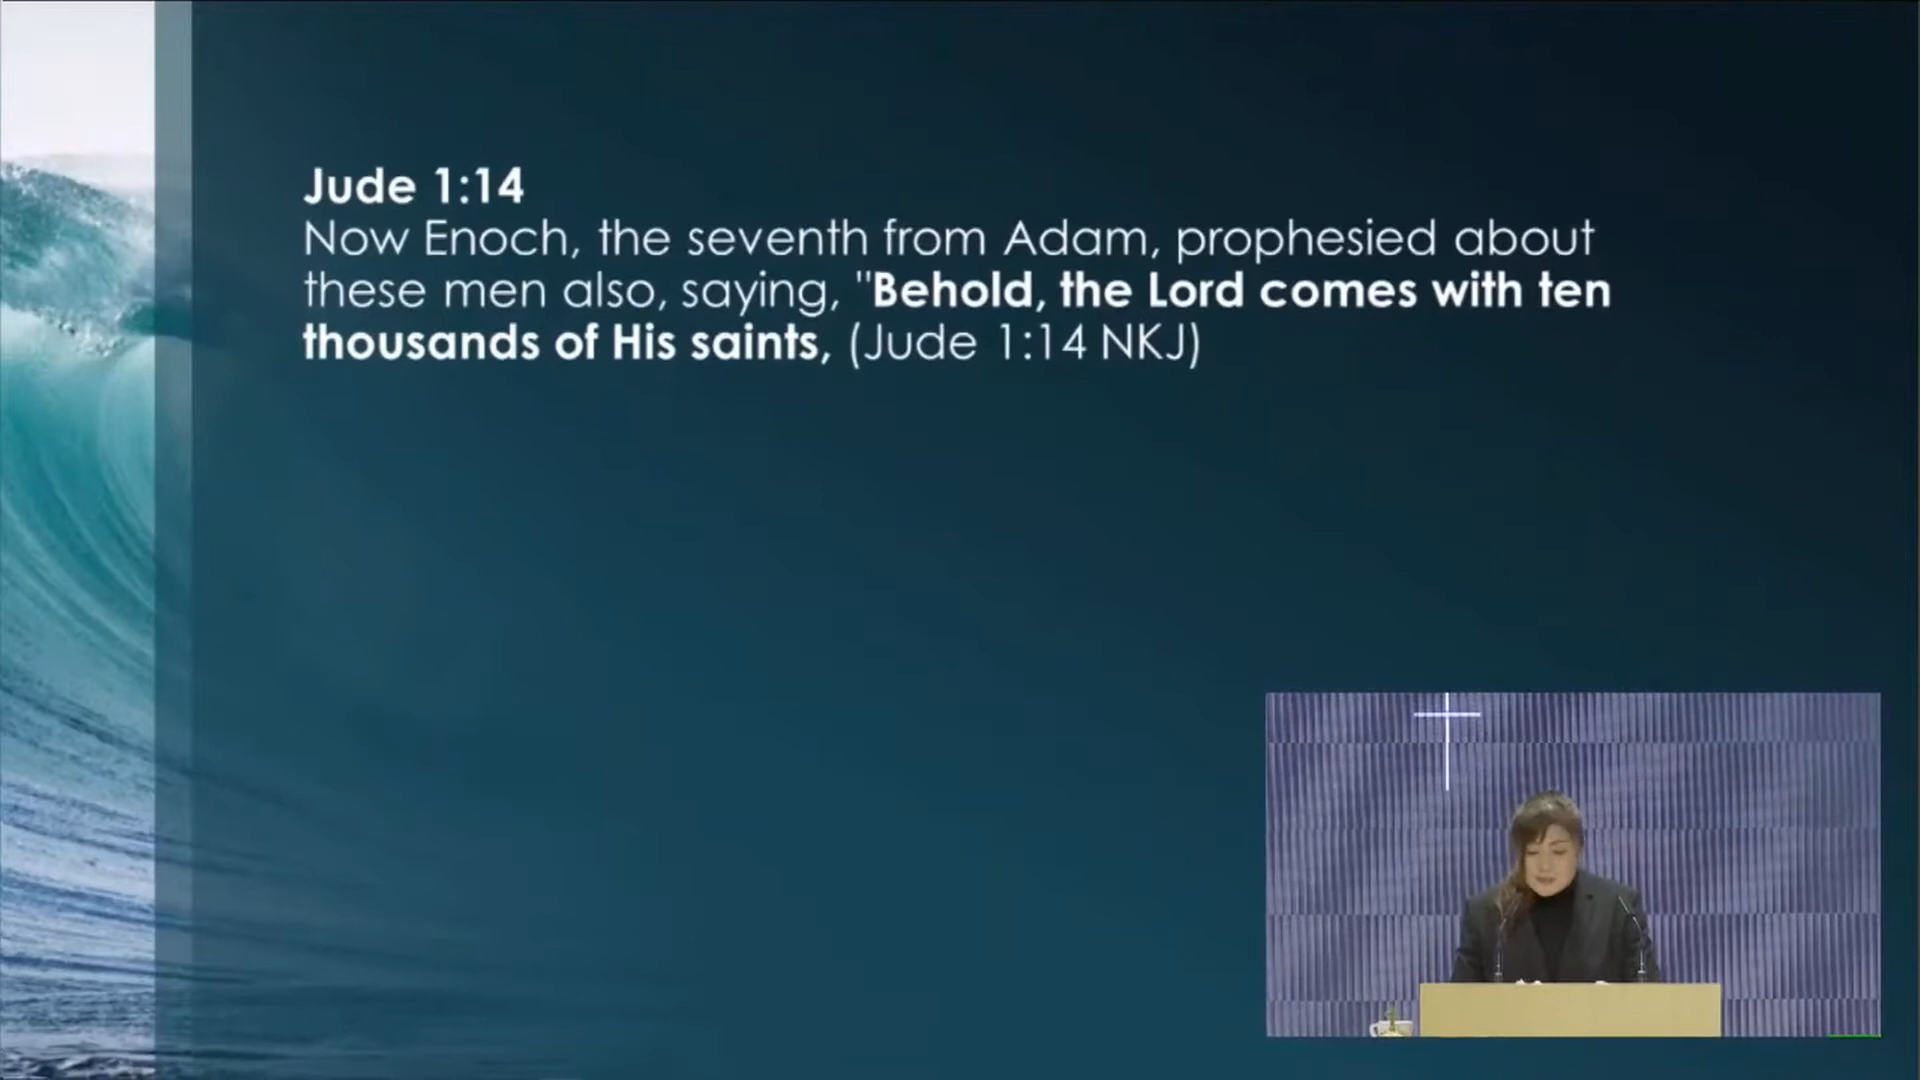 Jude 1:14
Now Enoch, the seventh from Adam, prophesied about
these men also, saying, "Behold, the Lord comes with ten
thousands of His saints, (Jude 1:14 NKJ)